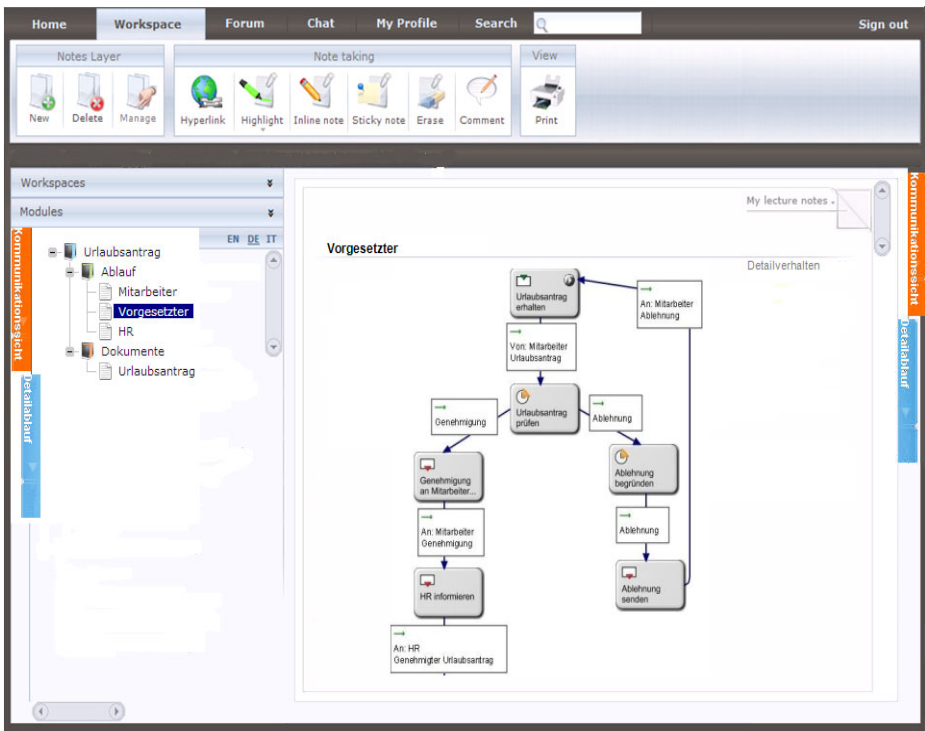 Home
Workspace
Forum
Chat
My Profile
Search
Sign out
Notes Layer
Note taking
View
New
Delete
Manage
Hyperlink
Highlight
Inline note
Sticky note
Erase
Comment
Print
Workspaces
Modules
EN DE IT
Kommunikationssicht
Detailablauf
Urlaubsantrag
Ablauf
Mitarbeiter
Vorgesetzter
HR
Dokumente
Urlaubsantrag
My lecture notes
Vorgesetzter
Detailverhalten
Urlaubsantrag
erhalten
An: Mitarbeiter
Ablehnung
Von: Mitarbeiter
Urlaubsantrag
Urlaubsantrag
prüfen
Genehmigung
Ablehnung
Genehmigung
an Mitarbeiter...
Ablehnung
begründen
An: Mitarbeiter
Genehmigung
Ablehnung
HR informieren
Ablehnung
senden
An: HR
Genehmigter Urlaubsantrag
Kommunikationssicht
Detailablauf